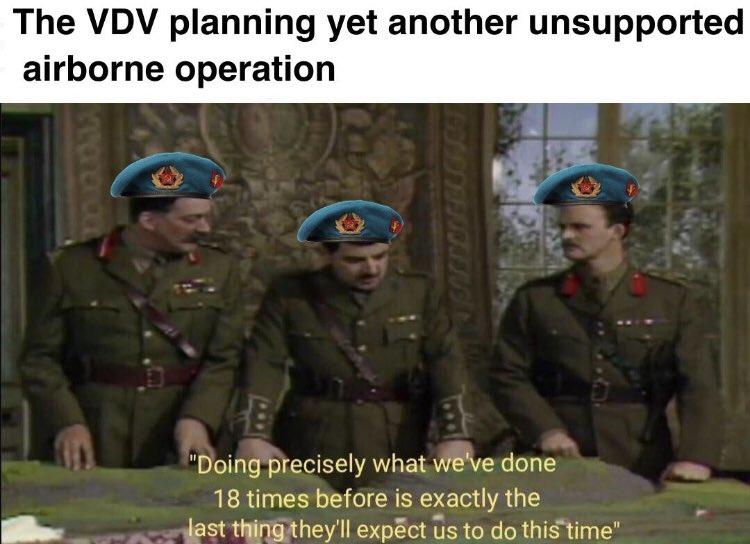 The VDV planning yet another unsupported
airborne operation
"Doing precisely what we've done
18 times before is exactly the
last thing they'll expect us to do this time"